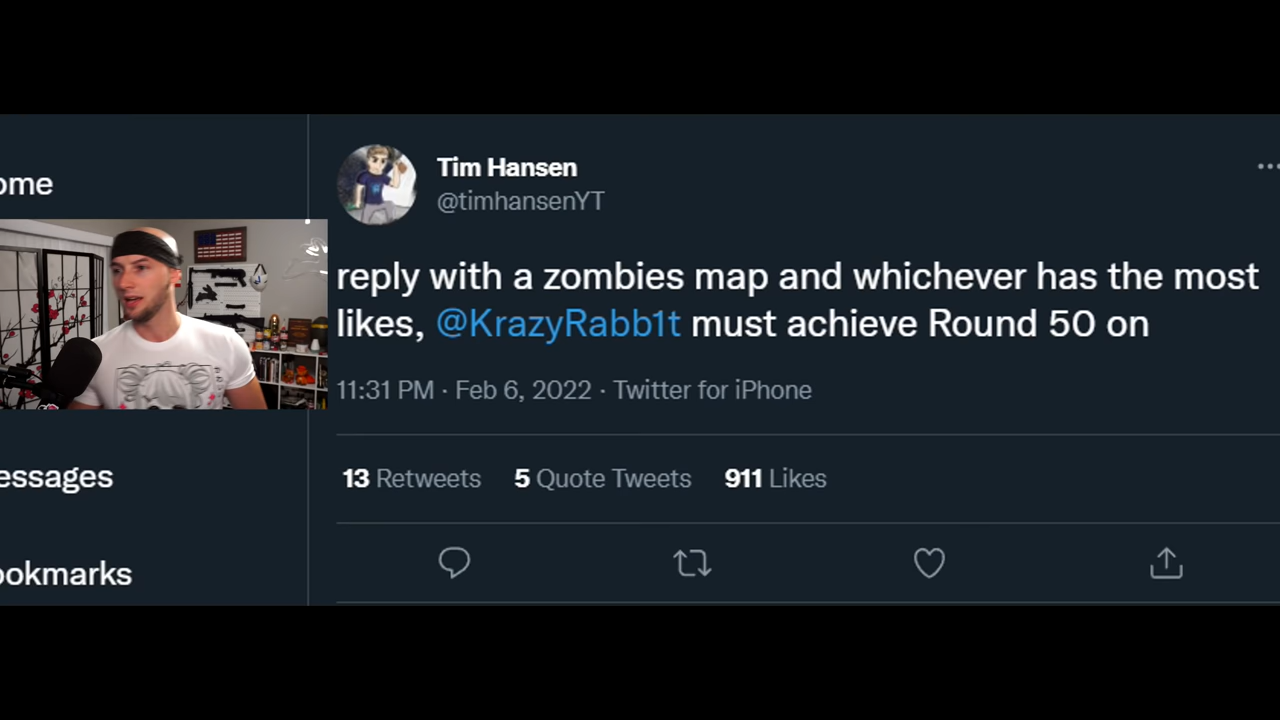 ome
Tim Hansen
@timhansenYT
reply with a zombies map and whichever has the most
likes, @KrazyRabb1t must achieve Round 50 on
11:31 PM · Feb 6, 2022 · Twitter for iPhone
essages
13 Retweets 5 Quote Tweets 911 Likes
ookmarks